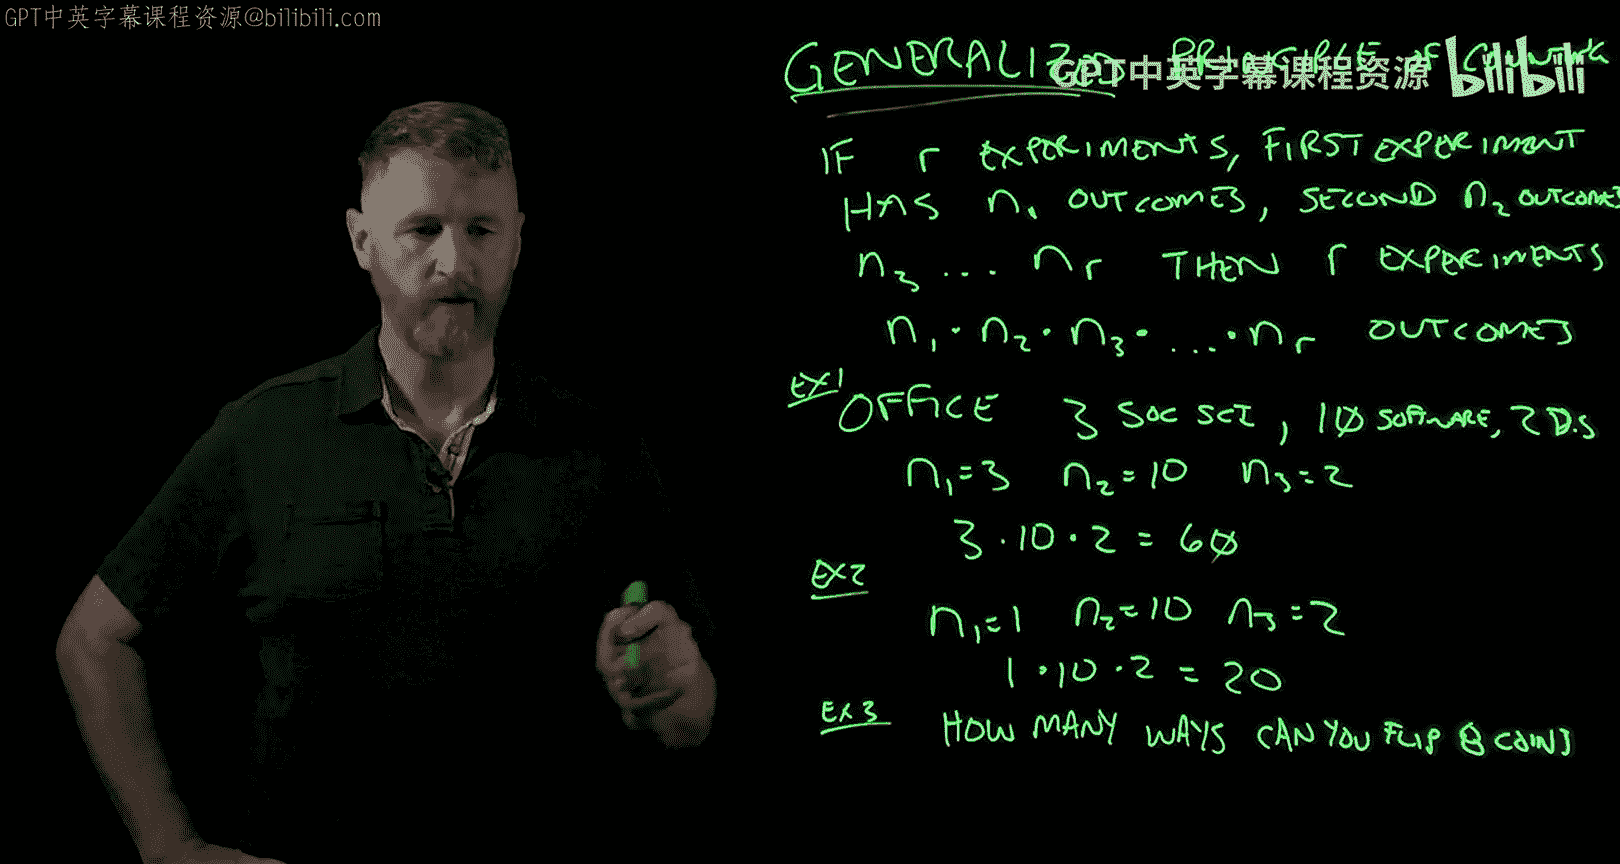 GPT中英字幕课程资源@bilibili.com
GENERALIZED PRINCIPLE OF
GPT中英字幕课程资源 bilibili
IF r EXPERIMENTS, FIRST EXPERIMENT
HAS n₁ OUTCOMES, SECOND n₂ OUTCOMES
n₃ ... nᵣ THEN r EXPERIMENTS
n₁ · n₂ · n₃ · ... · nᵣ OUTCOMES
EX1 OFFICE 3 SOC SCI, 10 SOFTWARE, 2 D.S
n₁=3 n₂=10 n₃=2
3 · 10 · 2 = 60
EX2
n₁=1 n₂=10 n₃=2
1 · 10 · 2 = 20
EX3 HOW MANY WAYS CAN YOU FLIP 8 COINS